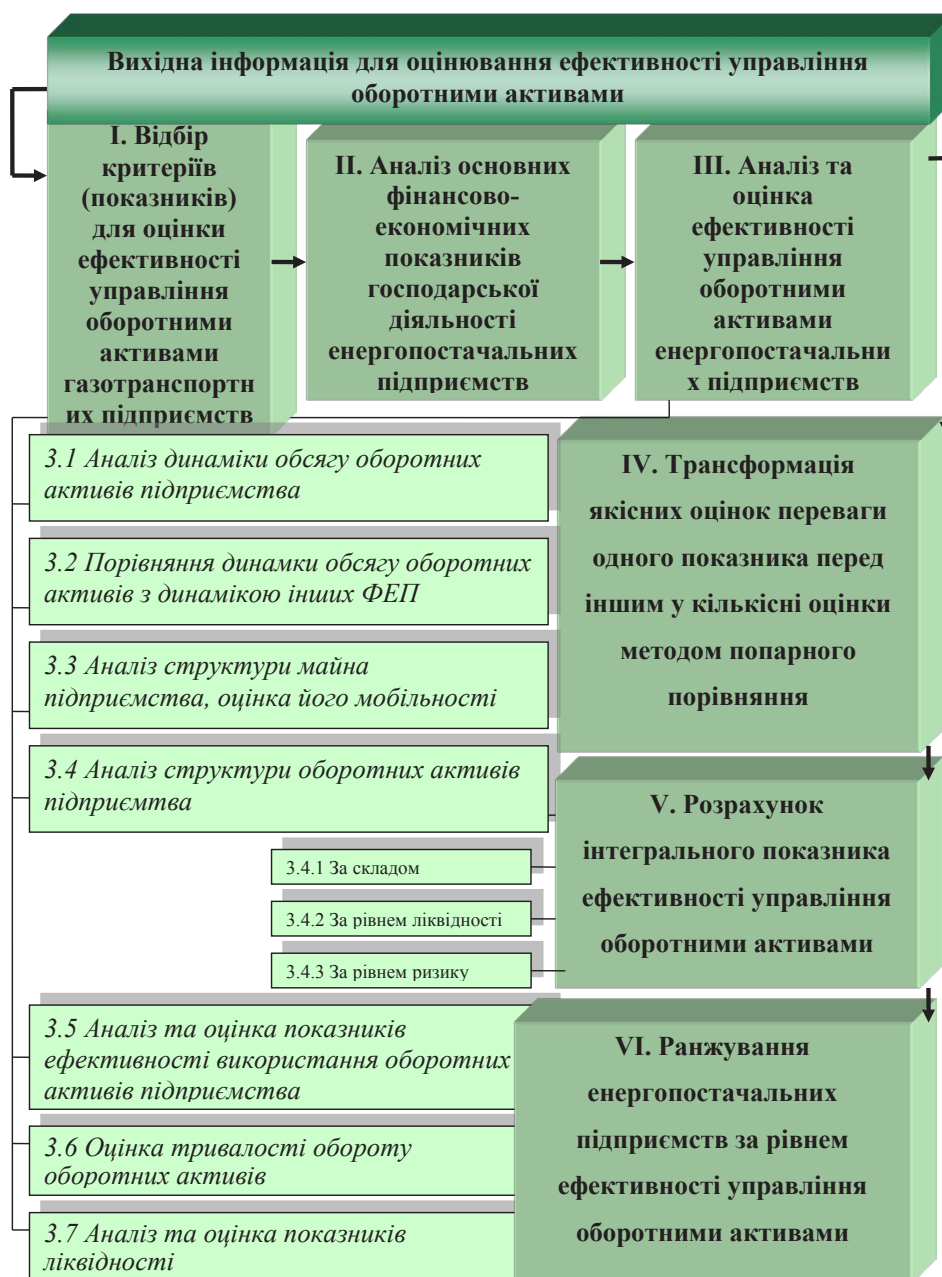 Вихідна інформація для оцінювання ефективності управління
оборотними активами
I. Відбір
критеріїв
(показників)
для оцінки
ефективності
управління
оборотними
активами
газотранспортн
их підприємств
II. Аналіз основних
фінансово-
економічних
показників
господарської
діяльності
енергопостачальних
підприємств
III. Аналіз та
оцінка
ефективності
управління
оборотними
активами
енергопостачальни
х підприємств
3.1 Аналіз динаміки обсягу оборотних
активів підприємства
3.2 Порівняння динамки обсягу оборотних
активів з динамікою інших ФЕП
3.3 Аналіз структури майна
підприємства, оцінка його мобільності
3.4 Аналіз структури оборотних активів
підприємтва
3.4.1 За складом
3.4.2 За рівнем ліквідності
3.4.3 За рівнем ризику
3.5 Аналіз та оцінка показників
ефективності використання оборотних
активів підприємства
3.6 Оцінка тривалості обороту
оборотних активів
3.7 Аналіз та оцінка показників
ліквідності
IV. Трансформація
якісних оцінок переваги
одного показника перед
іншим у кількісні оцінки
методом попарного
порівняння
V. Розрахунок
інтегрального показника
ефективності управління
оборотними активами
VI. Ранжування
енергопостачальних
підприємств за рівнем
ефективності управління
оборотними активами